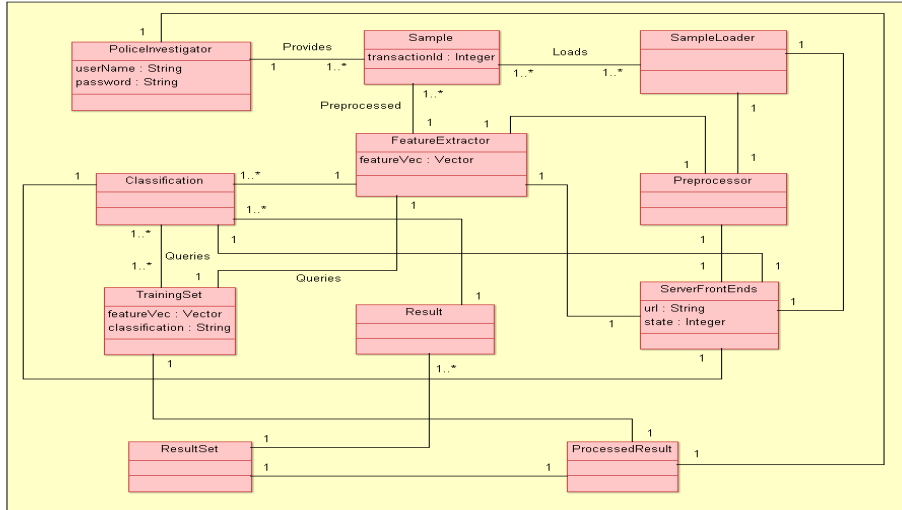 1
PoliceInvestigator
userName : String
password : String
Provides
1
1..*
Sample
transactionId : Integer
Loads
1..*
1..*
SampleLoader
1
1..*
Preprocessed
1
1
1
1
FeatureExtractor
featureVec : Vector
1
Classification
1..*
1
1
1
Preprocessor
1..*
1
1..*
1
1
1
Queries
1..*
1
Queries
TrainingSet
featureVec : Vector
classification : String
1
Result
1
ServerFrontEnds
url : String
state : Integer
1
1
1
1..*
1
ResultSet
1
1
1
ProcessedResult
1